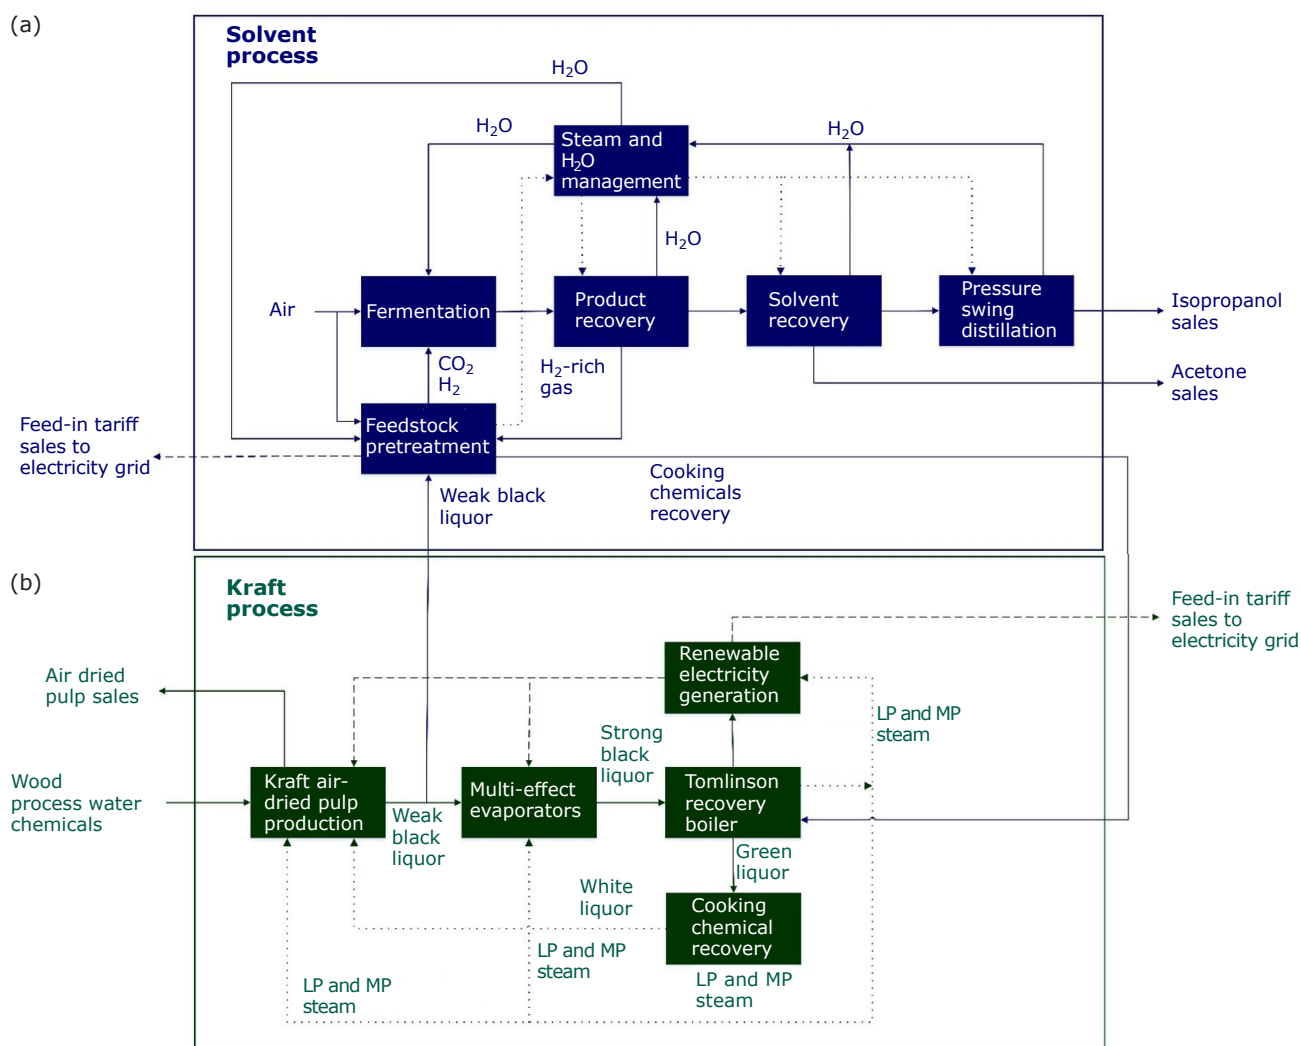 (a)
Solvent
process
H₂O
H₂O
Steam and
H₂O
management
H₂O
H₂O
Air
Fermentation
Product
recovery
Solvent
recovery
Pressure
swing
distillation
Isopropanol
sales
CO₂
H₂
H₂-rich
gas
Acetone
sales
Feedstock
pretreatment
Feed-in tariff
sales to
electricity grid
Weak black
liquor
Cooking
chemicals
recovery
(b)
Kraft
process
Feed-in tariff
sales to
electricity grid
Renewable
electricity
generation
Air dried
pulp sales
LP and MP
steam
Strong
black
liquor
Wood
process water
chemicals
Kraft air-
dried pulp
production
Multi-effect
evaporators
Tomlinson
recovery
boiler
Weak
black
liquor
Green
liquor
White
liquor
Cooking
chemical
recovery
LP and MP
steam
LP and MP
steam
LP and MP
steam